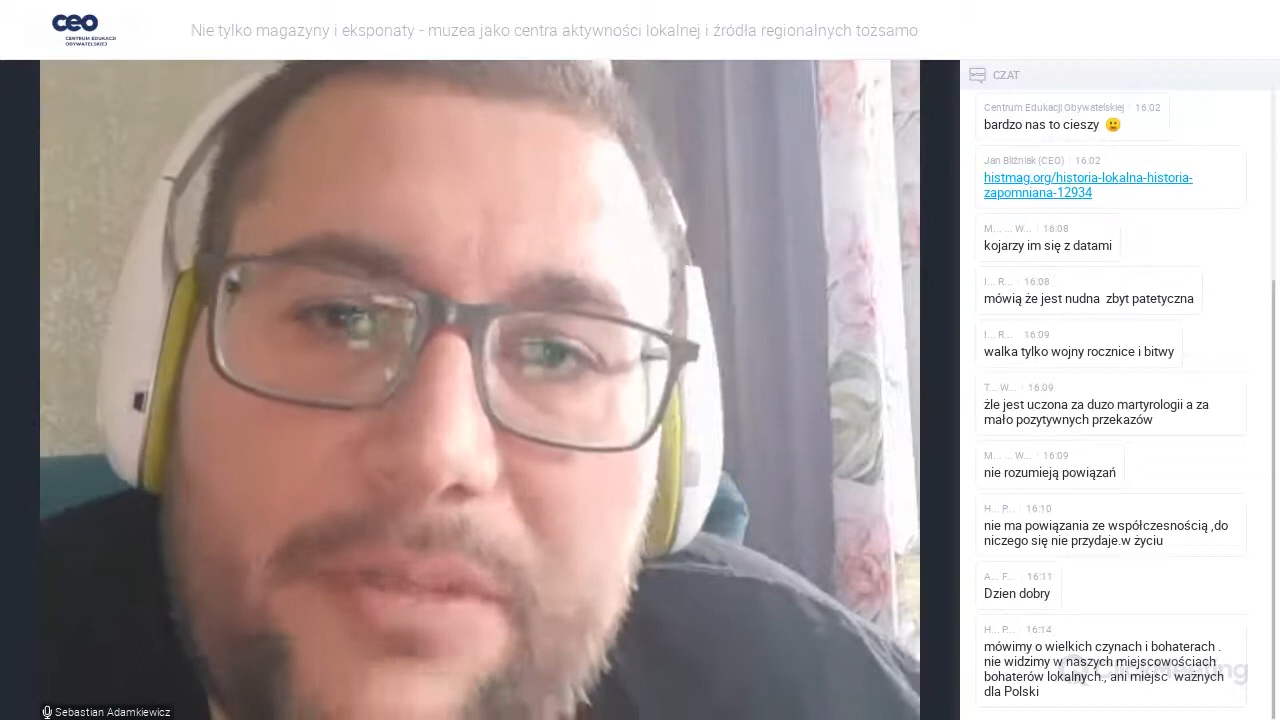 ceo
CENTRUM EDUKACJI
OBYWATELSKIEJ
Nie tylko magazyny i eksponaty - muzea jako centra aktywności lokalnej i źródła regionalnych tożsamo
CZAT
Centrum Edukacji Obywatelskiej 16:02
bardzo nas to cieszy 🙂
Jan Bliźniak (CEO) 16:02
histmag.org/historia-lokalna-historia-
zapomniana-12934
M... ... W... 16:08
kojarzy im się z datami
I... R... 16:08
mówią że jest nudna zbyt patetyczna
I... R... 16:09
walka tylko wojny rocznice i bitwy
T... W... 16:09
żle jest uczona za duzo martyrologii a za
mało pozytywnych przekazów
M... ... W... 16:09
nie rozumieją powiązań
H... P... 16:10
nie ma powiązania ze współczesnością ,do
niczego się nie przydaje.w życiu
A... F... 16:11
Dzien dobry
H... P... 16:14
mówimy o wielkich czynach i bohaterach .
nie widzimy w naszych miejscowościach
bohaterów lokalnych., ani miejsc ważnych
dla Polski
Sebastian Adamkiewicz